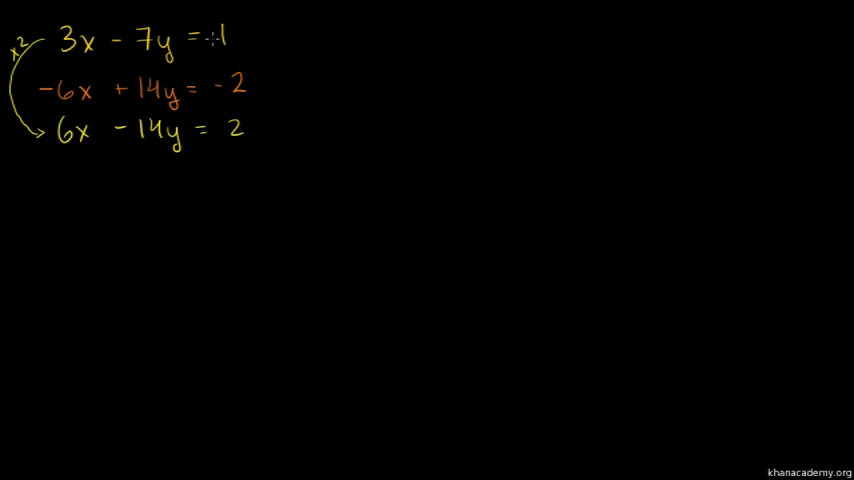 3x - 7y = 1
-6x + 14y = -2
x2
6x - 14y = 2
khanacademy.org